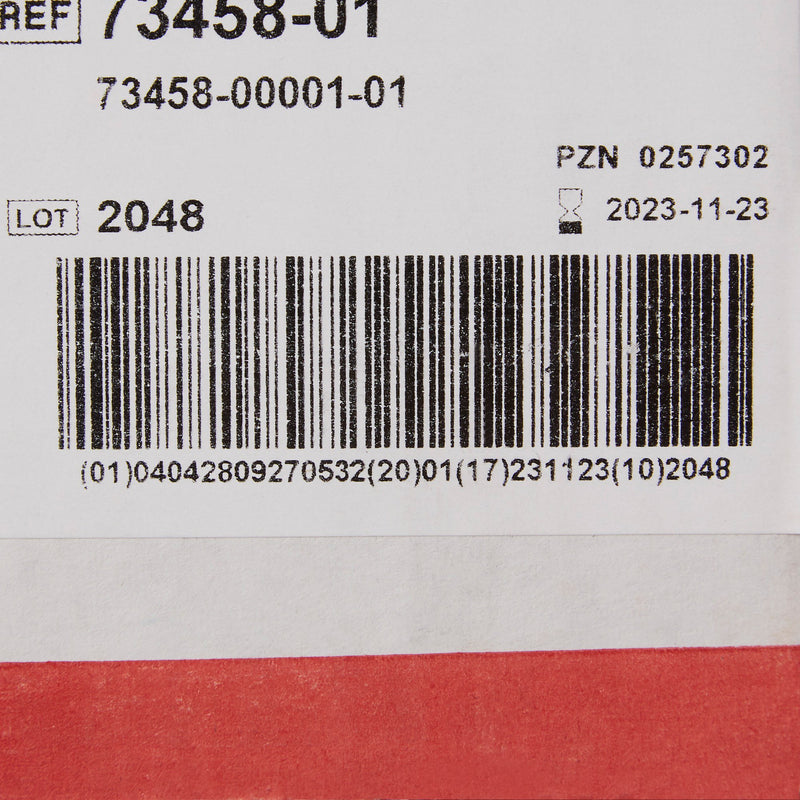 REF 73458-01
73458-00001-01
PZN 0257302
LOT 2048
2023-11-23
(01)04042809270532(20)01(17)231123(10)2048